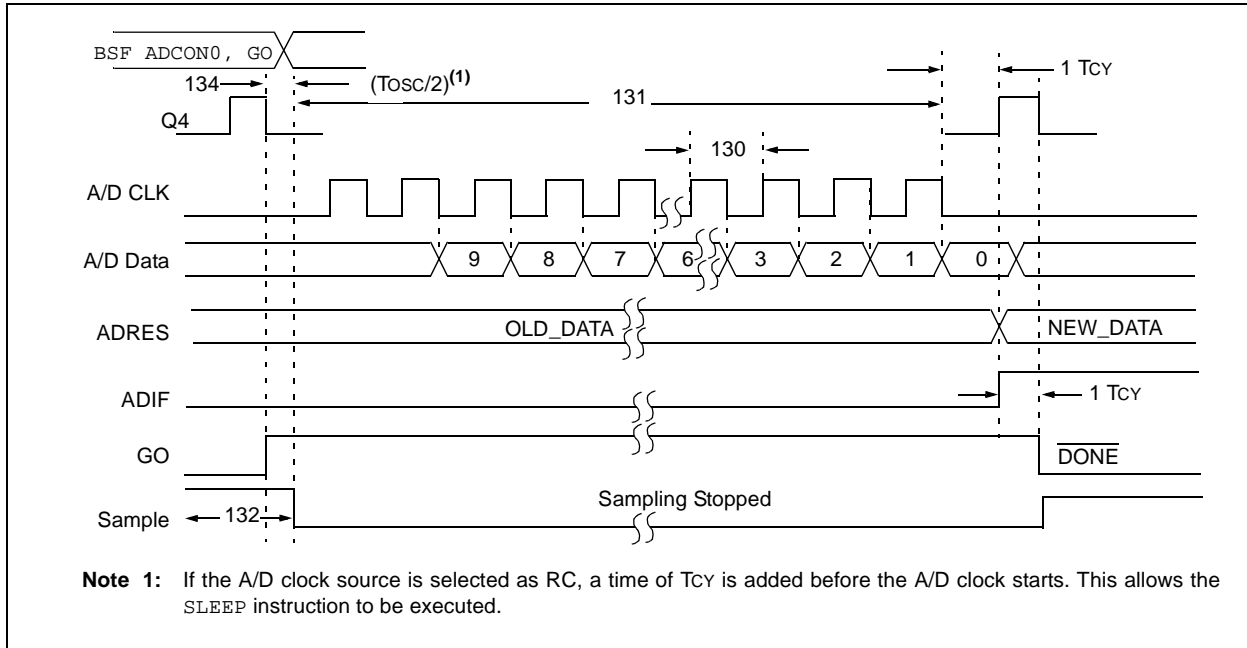 BSF ADCON0, GO
134 (TOSC/2)(1) 131 1 TCY
Q4
130
A/D CLK
A/D Data 9 8 7 6 3 2 1 0
ADRES OLD_DATA NEW_DATA
ADIF 1 TCY
GO DONE
Sampling Stopped
Sample 132
Note 1: If the A/D clock source is selected as RC, a time of TCY is added before the A/D clock starts. This allows the
SLEEP instruction to be executed.